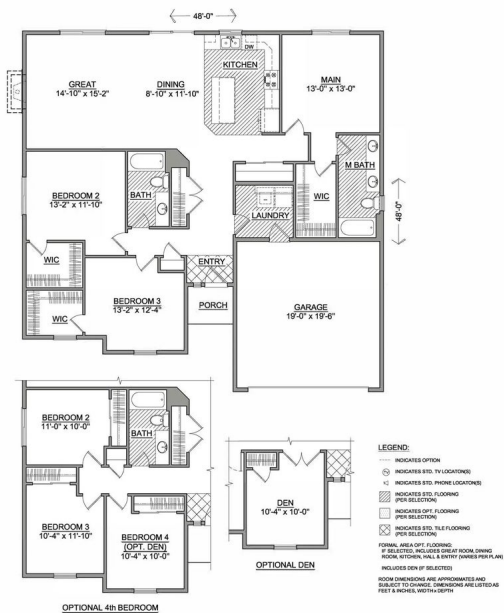 48'-0"
DW
KITCHEN
GREAT
14'-10" x 15'-2"
DINING
8'-10" x 11'-10"
MAIN
13'-0" x 13'-0"
M BATH
BEDROOM 2
13'-2" x 11'-10"
BATH
WIC
LAUNDRY
48'-0"
WIC
ENTRY
BEDROOM 3
13'-2" x 12'-4"
WIC
PORCH
GARAGE
19'-0" x 19'-6"
BEDROOM 2
11'-0" x 10'-0"
BATH
BEDROOM 3
10'-4" x 11'-10"
BEDROOM 4
(OPT. DEN)
10'-4" x 10'-0"
OPTIONAL 4th BEDROOM
DEN
10'-4" x 10'-0"
OPTIONAL DEN
LEGEND:
INDICATES OPTION
INDICATES STD. TV LOCATON(S)
INDICATES STD. PHONE LOCATON(S)
INDICATES STD. FLOORING
(PER SELECTION)
INDICATES OPT. FLOORING
(PER SELECTION)
INDICATES STD. TILE FLOORING
(PER SELECTION)
FORMAL AREA OPT. FLOORING:
IF SELECTED, INCLUDES GREAT ROOM, DINING
ROOM, KITCHEN, HALL & ENTRY (VARIES PER PLAN)
INCLUDES DEN (IF SELECTED)
ROOM DIMENSIONS ARE APPROXIMATED AND
SUBJECT TO CHANGE. DIMENSIONS ARE LISTED AS
FEET & INCHES, WIDTH x DEPTH